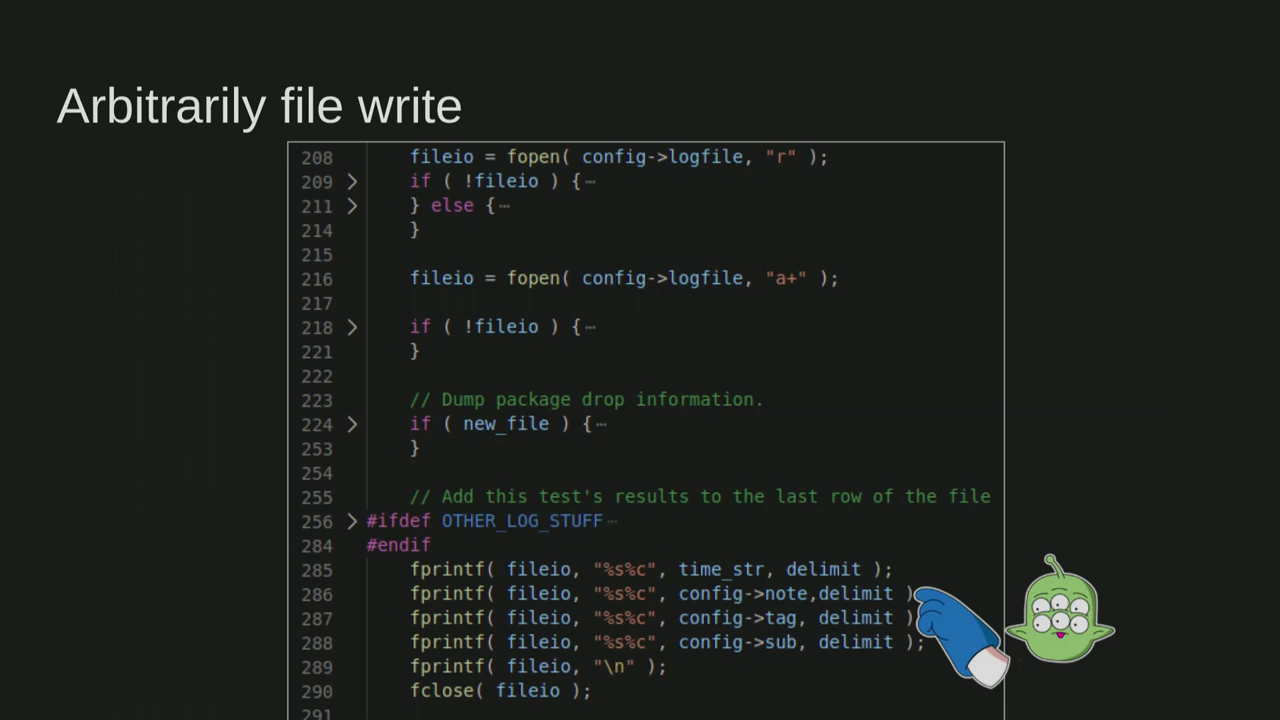 Arbitrarily file write
208 fileio = fopen( config->logfile, "r" );
209 > if ( !fileio ) {⋯
211 > } else {⋯
214 }
215
216 fileio = fopen( config->logfile, "a+" );
217
218 > if ( !fileio ) {⋯
221 }
222
223 // Dump package drop information.
224 > if ( new_file ) {⋯
253 }
254
255 // Add this test's results to the last row of the file
256 > #ifdef OTHER_LOG_STUFF⋯
284 #endif
285 fprintf( fileio, "%s%c", time_str, delimit );
286 fprintf( fileio, "%s%c", config->note,delimit )
287 fprintf( fileio, "%s%c", config->tag, delimit )
288 fprintf( fileio, "%s%c", config->sub, delimit );
289 fprintf( fileio, "\n" );
290 fclose( fileio );
291